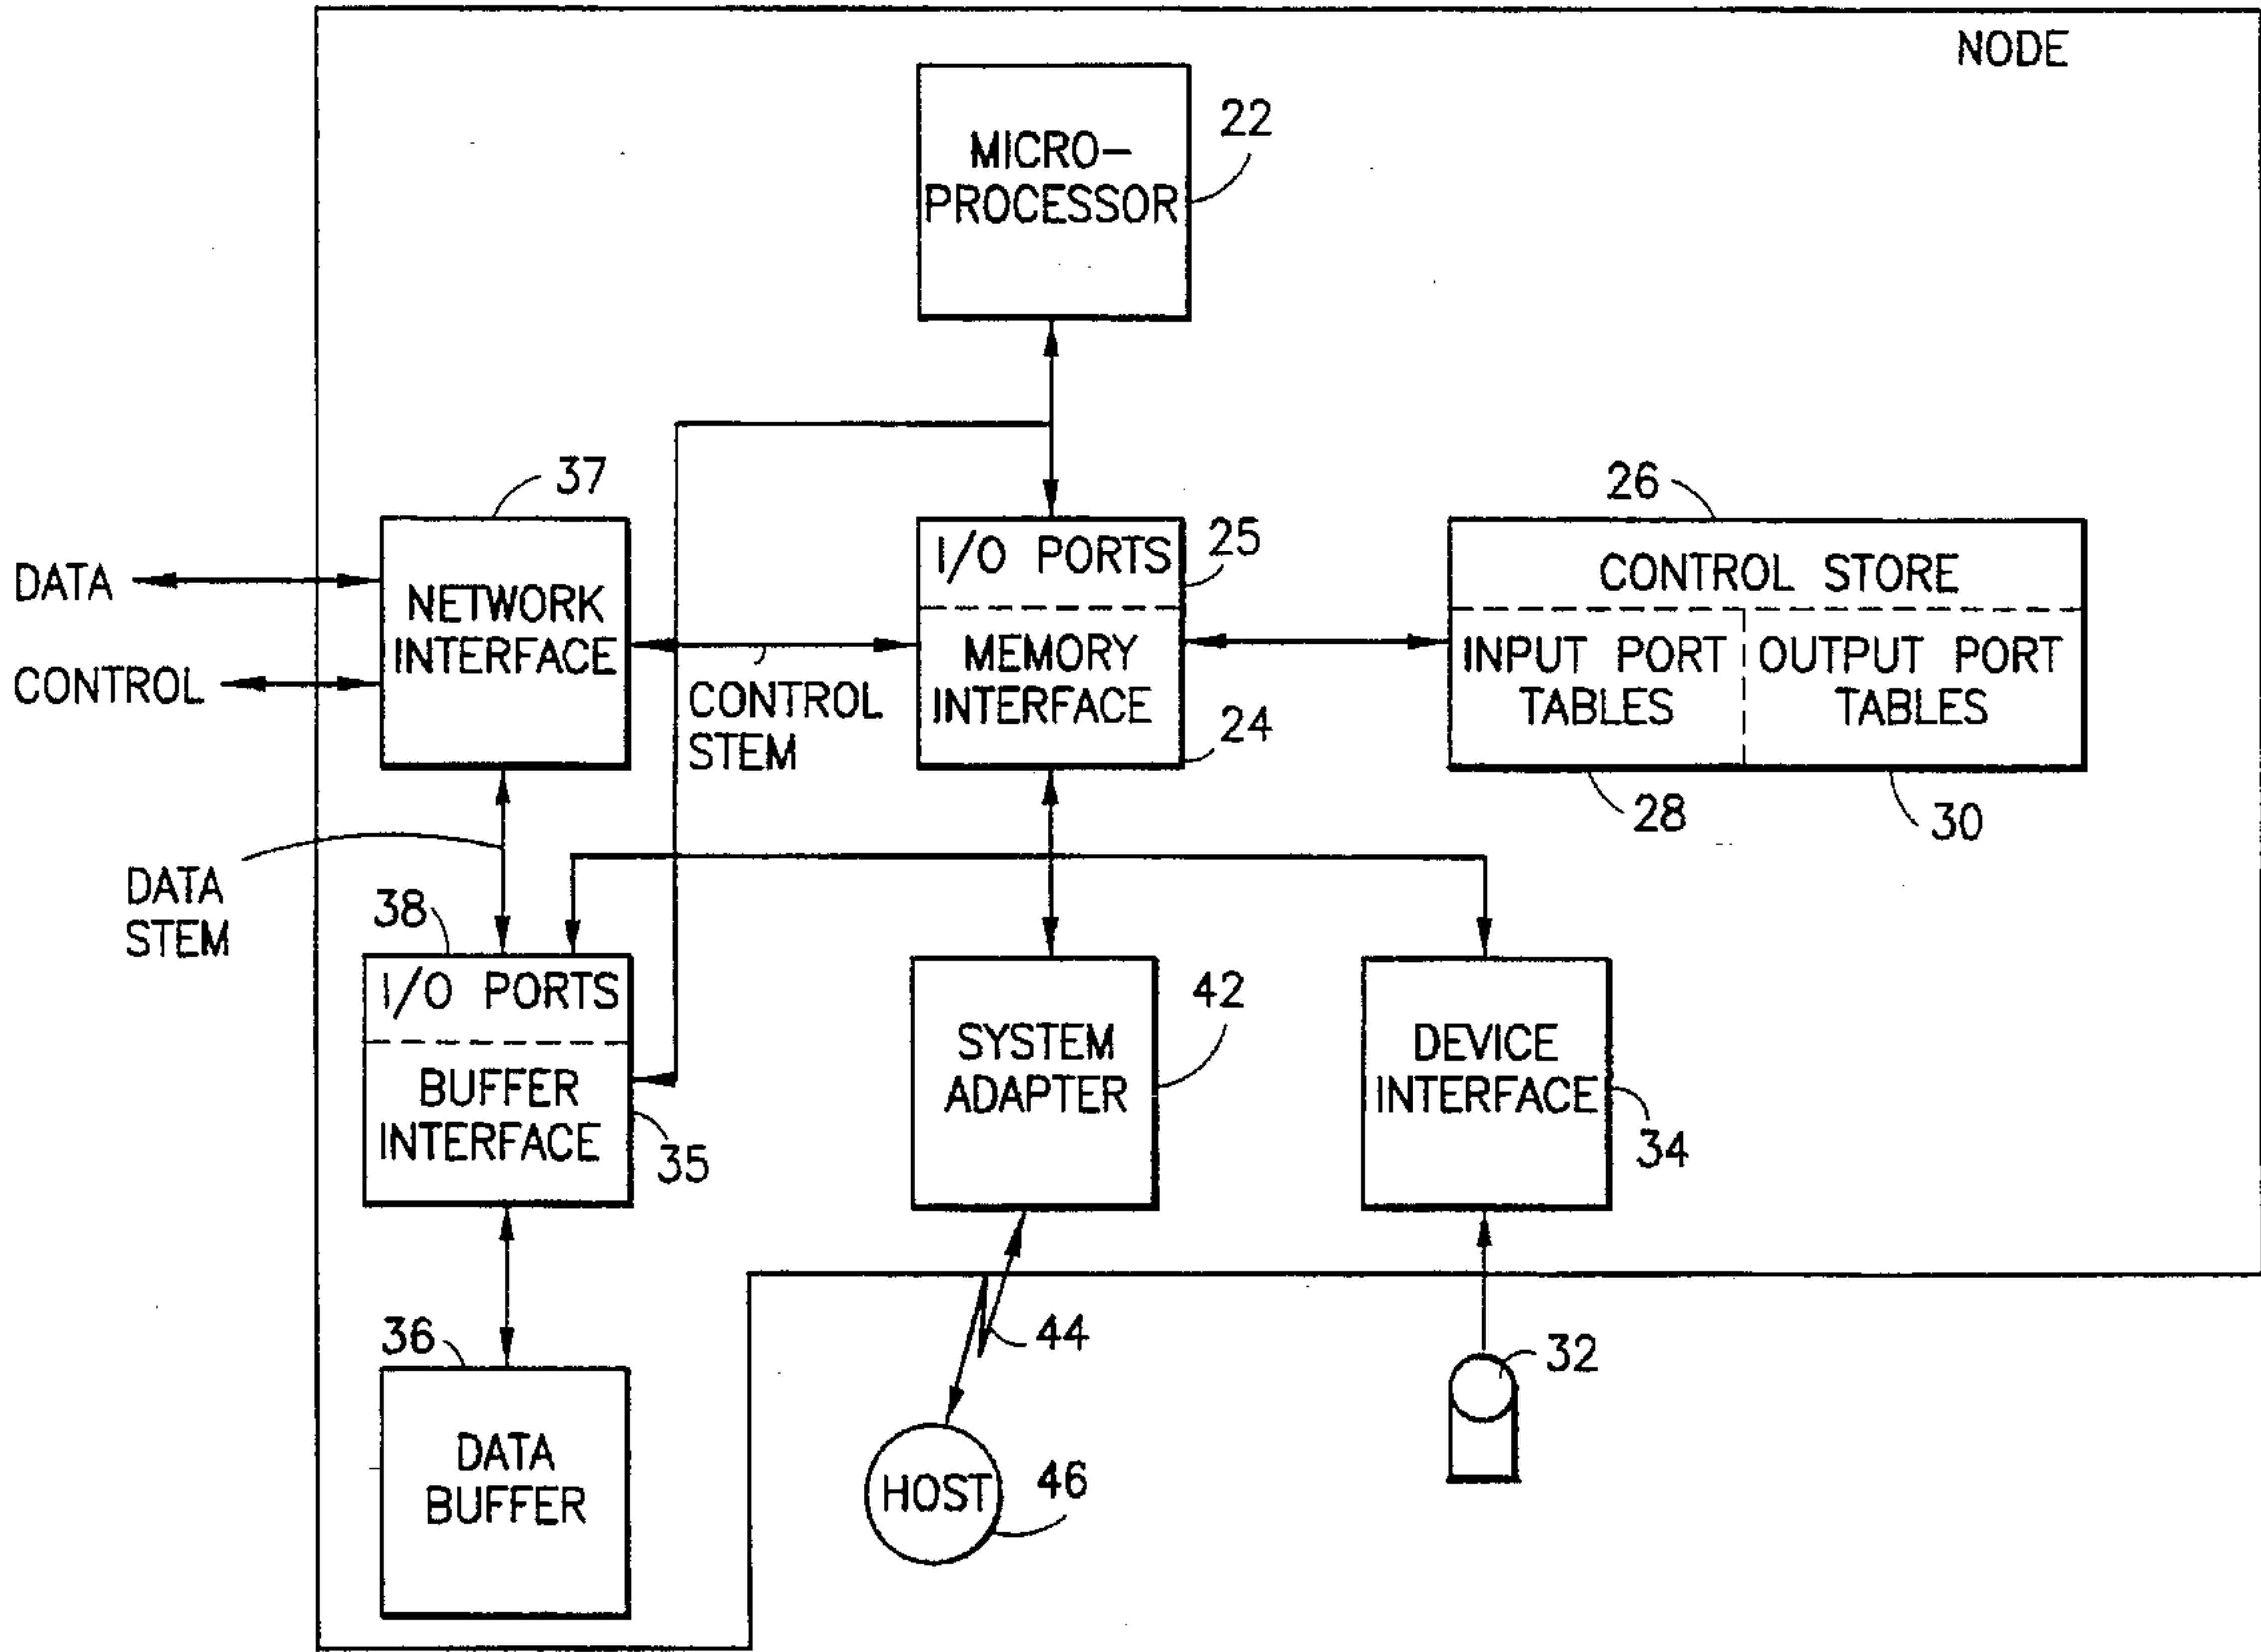 NODE
MICRO-
PROCESSOR
22
37
26
I/O PORTS
25
CONTROL STORE
DATA
NETWORK
INTERFACE
CONTROL
MEMORY
INTERFACE
24
INPUT PORT
TABLES
OUTPUT PORT
TABLES
CONTROL
STEM
28
30
DATA
STEM
38
I/O PORTS
BUFFER
INTERFACE
35
SYSTEM
ADAPTER
42
DEVICE
INTERFACE
34
36
44
32
DATA
BUFFER
HOST
46